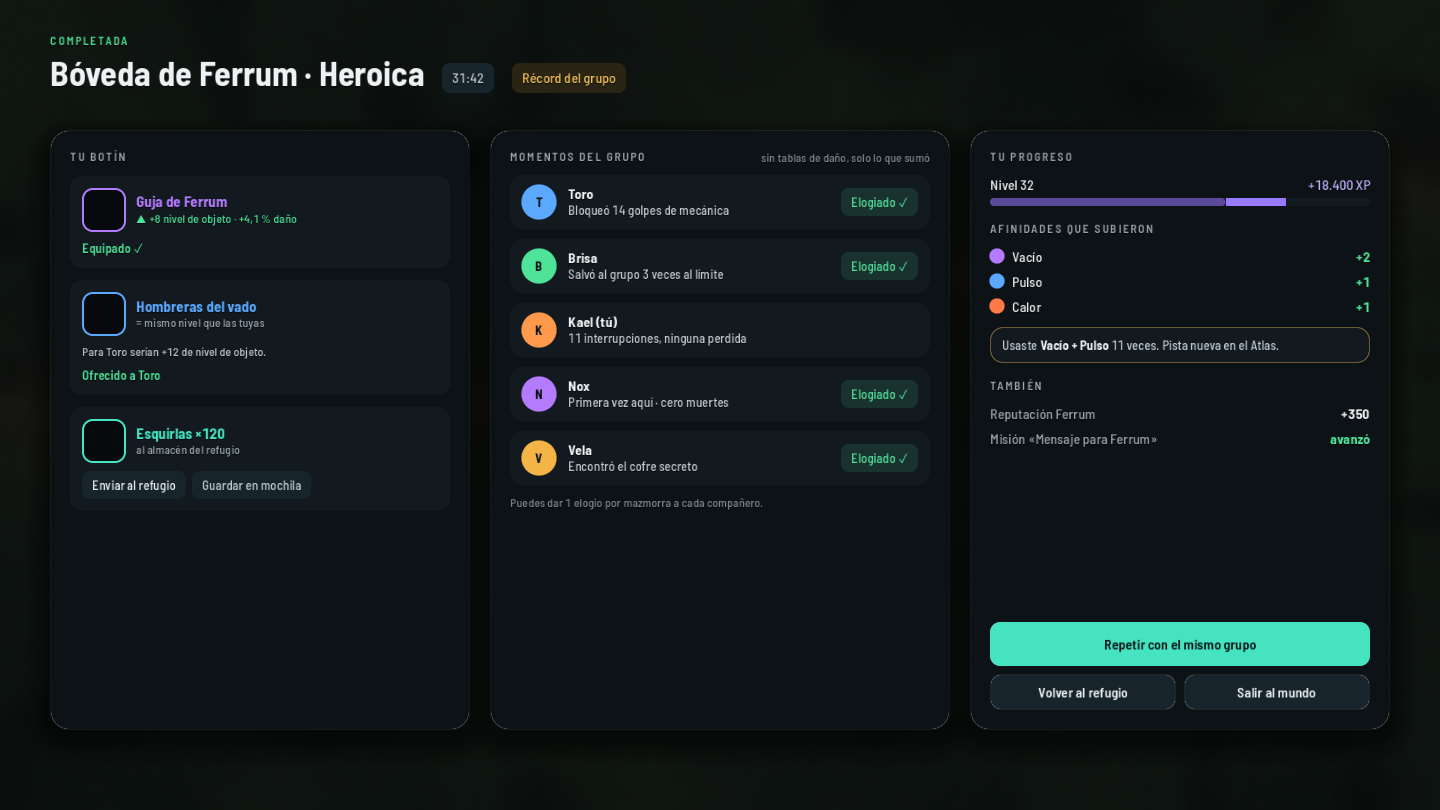 COMPLETADA
Bóveda de Ferrum · Heroica
31:42
Récord del grupo
TU BOTÍN
Guja de Ferrum
▲ +8 nivel de objeto · +4,1 % daño
Equipado ✓
Hombreras del vado
= mismo nivel que las tuyas
Para Toro serían +12 de nivel de objeto.
Ofrecido a Toro
Esquirlas ×120
al almacén del refugio
Enviar al refugio
Guardar en mochila
MOMENTOS DEL GRUPO
sin tablas de daño, solo lo que sumó
T
Toro
Bloqueó 14 golpes de mecánica
Elogiado ✓
B
Brisa
Salvó al grupo 3 veces al límite
Elogiado ✓
K
Kael (tú)
11 interrupciones, ninguna perdida
N
Nox
Primera vez aquí · cero muertes
Elogiado ✓
V
Vela
Encontró el cofre secreto
Elogiado ✓
Puedes dar 1 elogio por mazmorra a cada compañero.
TU PROGRESO
Nivel 32
+18.400 XP
AFINIDADES QUE SUBIERON
Vacío
+2
Pulso
+1
Calor
+1
Usaste Vacío + Pulso 11 veces. Pista nueva en el Atlas.
TAMBIÉN
Reputación Ferrum
+350
Misión «Mensaje para Ferrum»
avanzó
Repetir con el mismo grupo
Volver al refugio
Salir al mundo